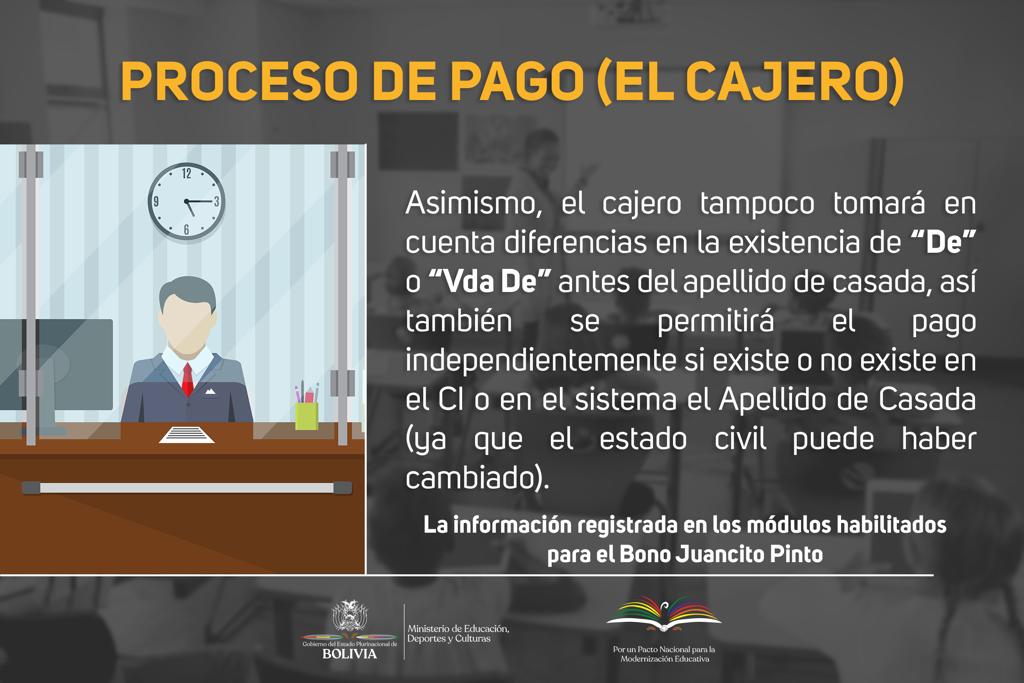 PROCESO DE PAGO (EL CAJERO)
12
3
6
9
Asimismo, el cajero tampoco tomará en
cuenta diferencias en la existencia de “De”
o “Vda De” antes del apellido de casada, así
también se permitirá el pago
independientemente si existe o no existe en
el CI o en el sistema el Apellido de Casada
(ya que el estado civil puede haber
cambiado).
La información registrada en los módulos habilitados
para el Bono Juancito Pinto
Gobierno del Estado Plurinacional de
BOLIVIA
Ministerio de Educación,
Deportes y Culturas
Por un Pacto Nacional para la
Modernización Educativa